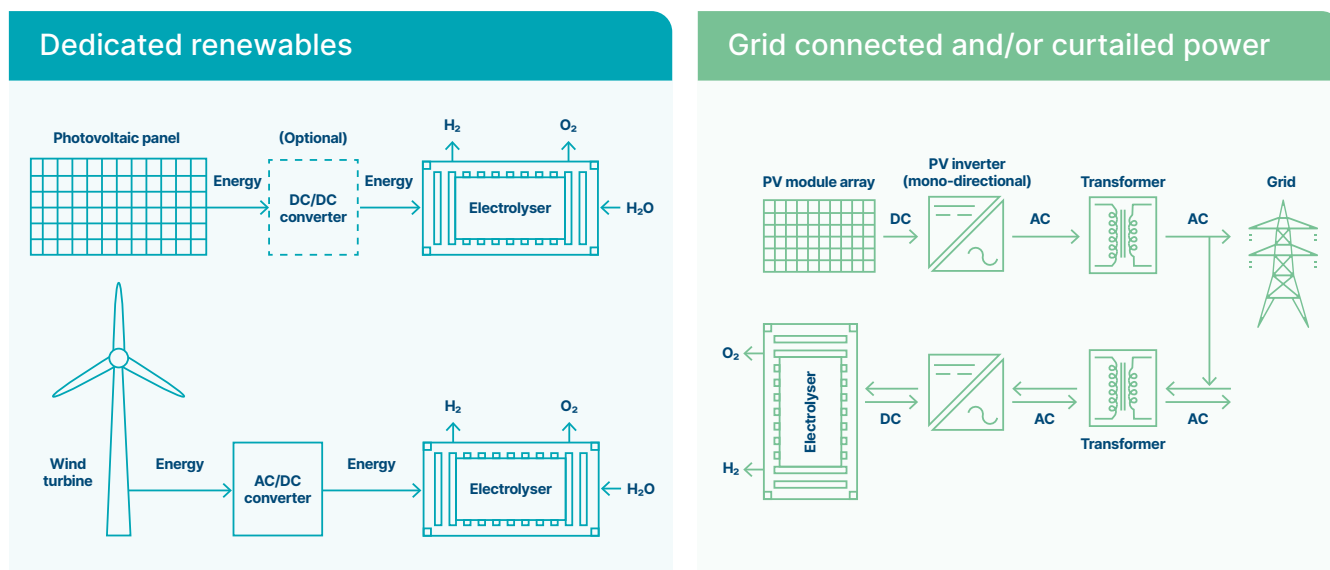 Dedicated renewables
Photovoltaic panel
Energy
(Optional)
DC/DC
converter
Energy
H₂
O₂
Electrolyser
H₂O
Wind
turbine
Energy
AC/DC
converter
Energy
H₂
O₂
Electrolyser
H₂O
Grid connected and/or curtailed power
PV module array
DC
PV inverter
(mono-directional)
AC
Transformer
AC
Grid
O₂
H₂
Electrolyser
DC
AC
Transformer
AC